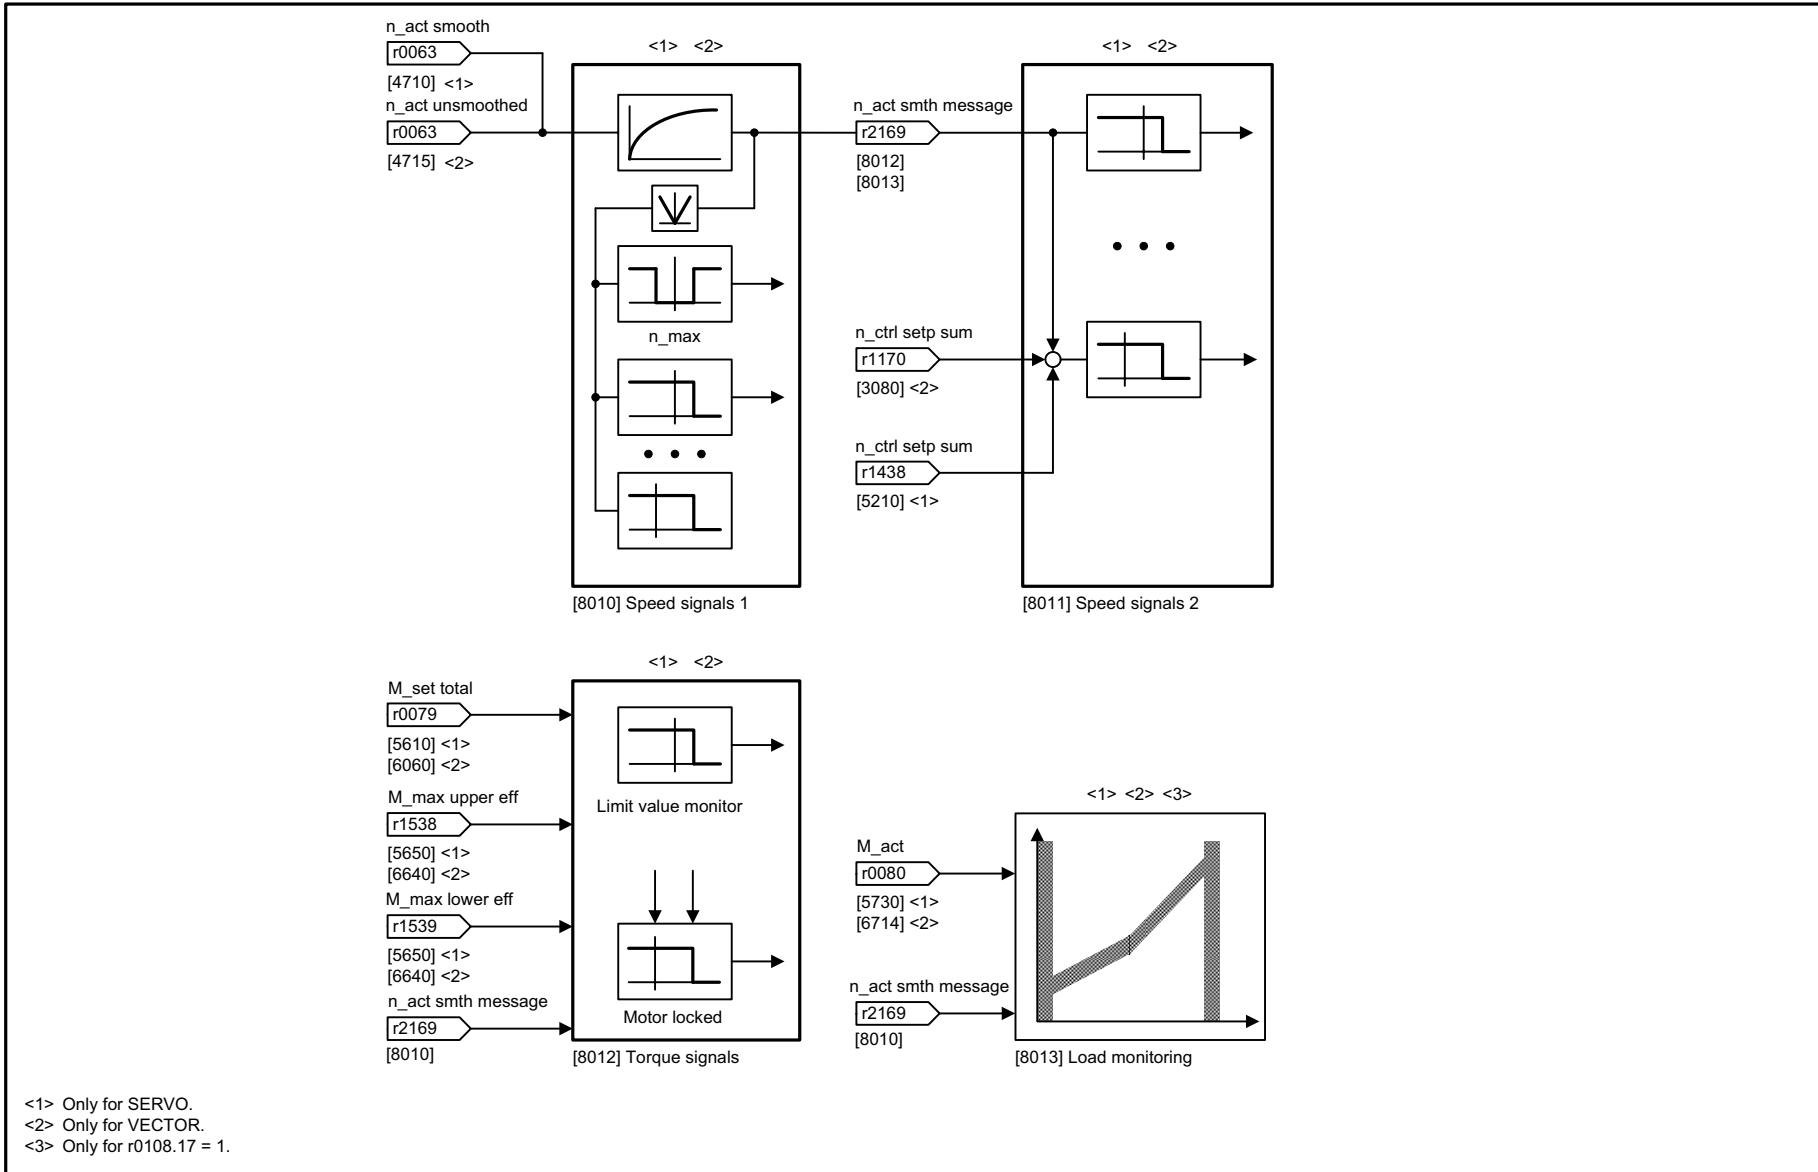 n_act smooth
r0063
[4710] <1>
n_act unsmoothed
r0063
[4715] <2>
<1> <2>
n_max
[8010] Speed signals 1
n_act smth message
r2169
[8012]
[8013]
n_ctrl setp sum
r1170
[3080] <2>
n_ctrl setp sum
r1438
[5210] <1>
<1> <2>
[8011] Speed signals 2
M_set total
r0079
[5610] <1>
[6060] <2>
M_max upper eff
r1538
[5650] <1>
[6640] <2>
M_max lower eff
r1539
[5650] <1>
[6640] <2>
n_act smth message
r2169
[8010]
<1> <2>
Limit value monitor
Motor locked
[8012] Torque signals
M_act
r0080
[5730] <1>
[6714] <2>
n_act smth message
r2169
[8010]
<1> <2> <3>
[8013] Load monitoring
<1> Only for SERVO.
<2> Only for VECTOR.
<3> Only for r0108.17 = 1.